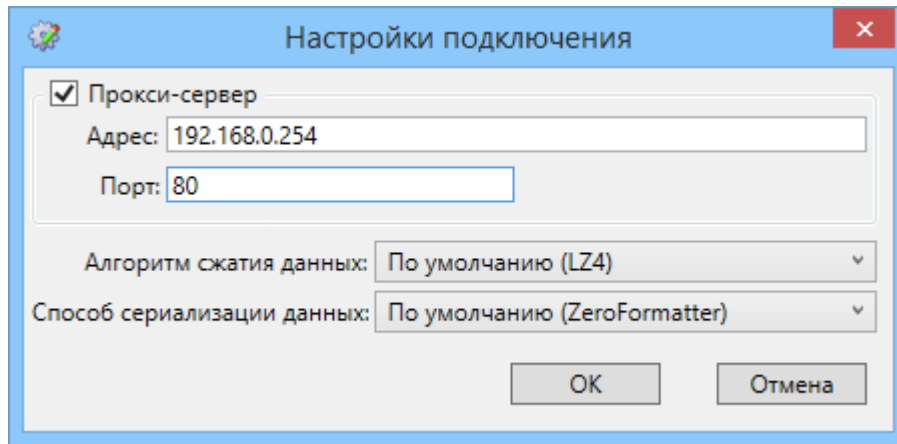 Настройки подключения
Прокси-сервер
Адрес: 192.168.0.254
Порт: 80
Алгоритм сжатия данных: По умолчанию (LZ4)
Способ сериализации данных: По умолчанию (ZeroFormatter)
OK Отмена